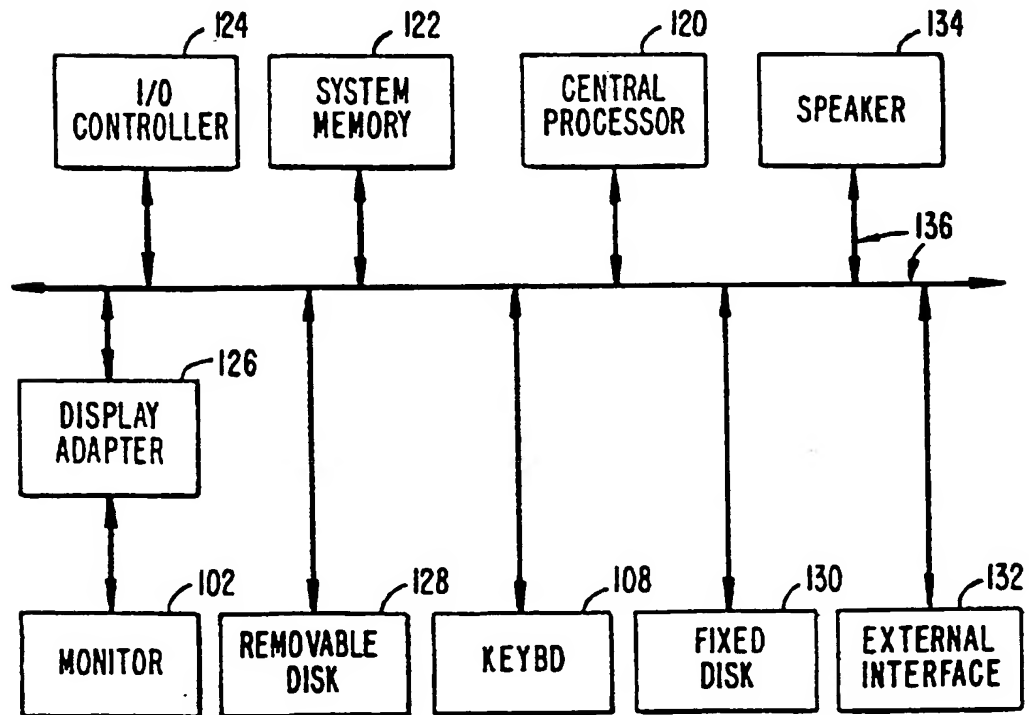 124
I/O
CONTROLLER
122
SYSTEM
MEMORY
120
CENTRAL
PROCESSOR
134
SPEAKER
136
126
DISPLAY
ADAPTER
102
MONITOR
128
REMOVABLE
DISK
108
KEYBD
130
FIXED
DISK
132
EXTERNAL
INTERFACE